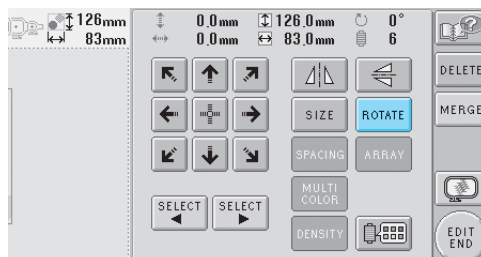 126mm 0.0mm 126.0mm 0°
83mm 0.0mm 83.0mm 6
DELETE
SIZE ROTATE MERGE
SPACING ARRAY
SELECT SELECT MULTI
COLOR
DENSITY EDIT
END